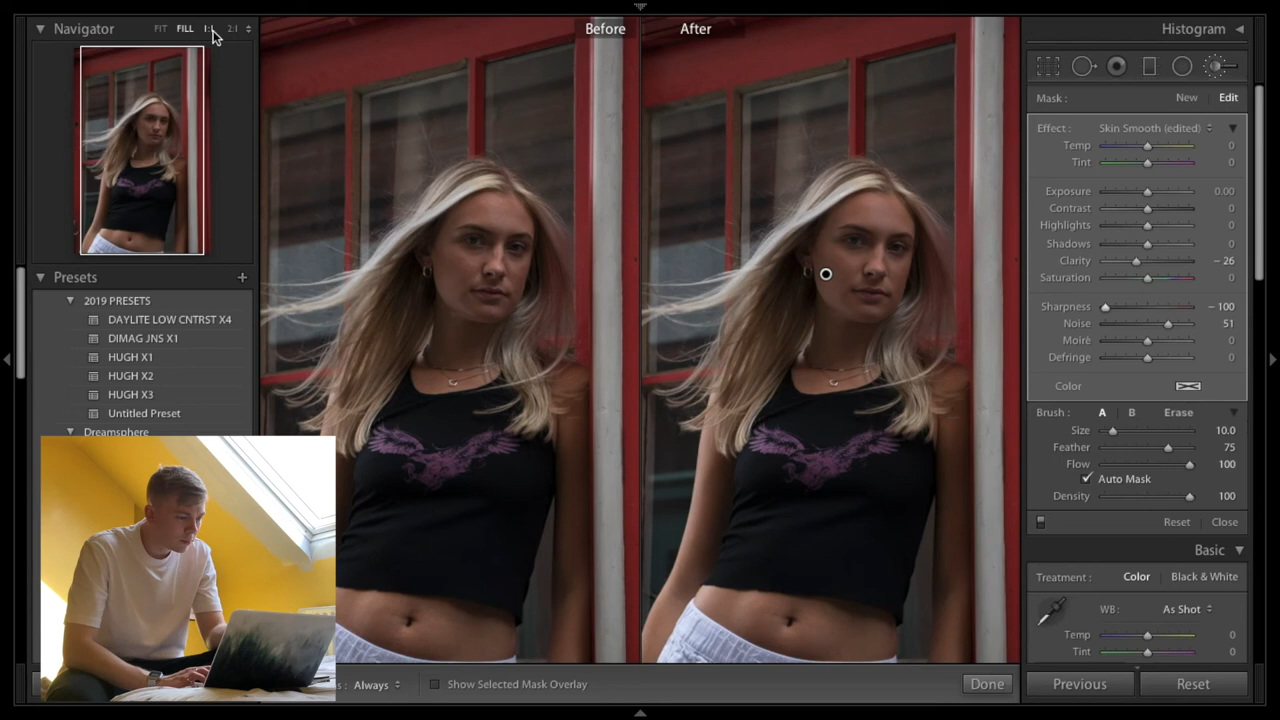 Navigator
FIT FILL 1:1 2:1
Before
After
Histogram
Mask : New Edit
Effect : Skin Smooth (edited)
Temp 0
Tint 0
Exposure 0.00
Contrast 0
Highlights 0
Shadows 0
Clarity – 26
Saturation 0
Sharpness – 100
Noise 51
Moiré 0
Defringe 0
Color
Brush : A B Erase
Size 10.0
Feather 75
Flow 100
Auto Mask
Density 100
Reset Close
Basic
Treatment : Color Black & White
WB : As Shot
Temp 0
Tint 0
Previous Reset
Presets +
2019 PRESETS
DAYLITE LOW CNTRST X4
DIMAG JNS X1
HUGH X1
HUGH X2
HUGH X3
Untitled Preset
Dreamsphere
: Always
Show Selected Mask Overlay
Done